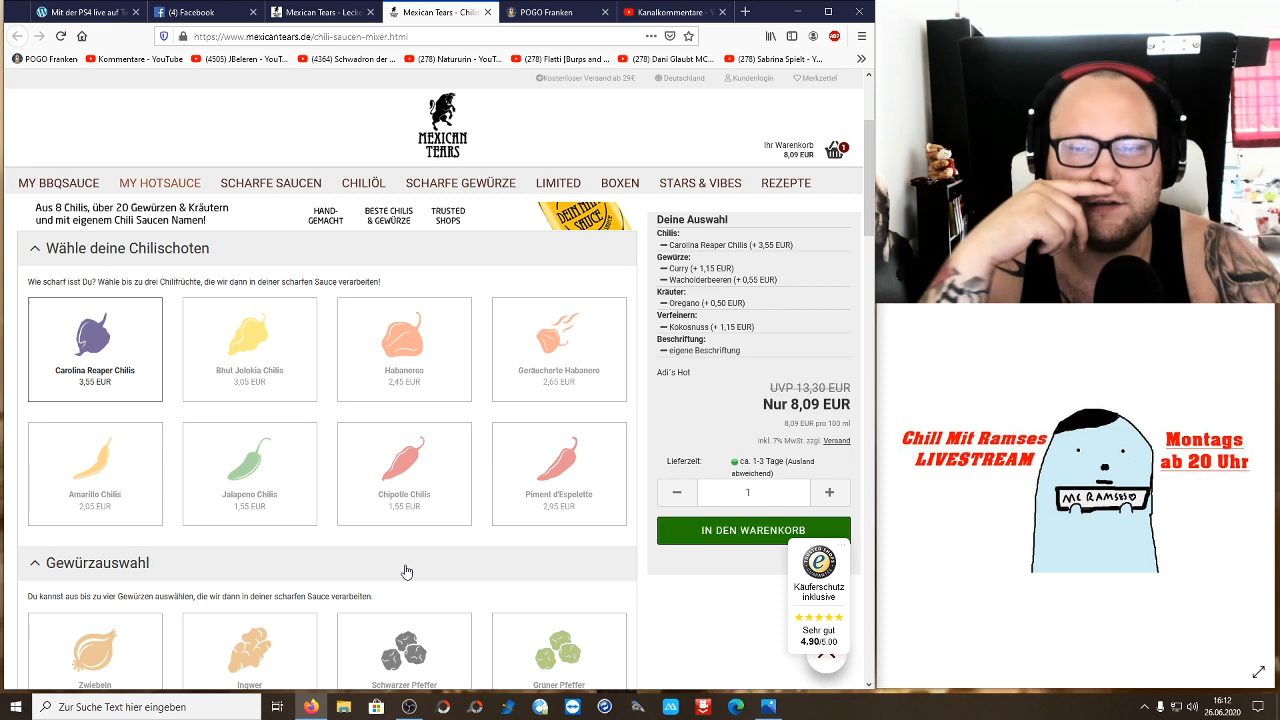 Mit der PS4 live auf Tw
(4) Facebook
Mexican Tears - Lecke
Mexican Tears - Chilis
POGO Franken
Kanalkommentare - Y
https://www.mexicantears.de/chili-saucen-mixer.html
ABP
POGO Franken
Kommentare - YouTube
(4505) JBeleren - YouT...
(4364) Schwadron der ...
(278) Naturumi - YouT...
(278) Flatti [Burps and ...
(278) Dani Glaubt MC...
(278) Sabrina Spielt - Y...
Kostenloser Versand ab 29€
Deutschland
Kundenlogin
Merkzettel
MEXICAN
TEARS
Ihr Warenkorb
8,09 EUR
1
MY BBQSAUCE
MY HOTSAUCE
HARFE SAUCEN
CHILIÖL
SCHARFE GEWÜRZE
LIMITED
BOXEN
STARS & VIBES
REZEPTE
Aus 8 Chilis, über 20 Gewürzen & Kräutern
und mit eigenem Chili Saucen Namen!
HAND-
GEMACHT
BESTE CHILIS
& GEWÜRZE
TRUSTED
SHOPS
Wähle deine Chilischoten
Wie scharf isst Du? Wähle bis zu drei Chilifrüchte, die wir dann in deiner scharfen Sauce verarbeiten!
Carolina Reaper Chilis
3,55 EUR
Bhut Jolokia Chilis
3,05 EUR
Habaneros
2,45 EUR
Geräucherte Habanero
2,65 EUR
Amarillo Chilis
2,05 EUR
Jalapeno Chilis
1,55 EUR
Chipotle Chilis
1,55 EUR
Piment d'Espelette
2,95 EUR
Gewürzauswahl
Du kannst aus bis zu vier Gewürzen auswählen, die wir dann in deiner scharfen Sauce verarbeiten.
Zwiebeln
Ingwer
Schwarzer Pfeffer
Grüner Pfeffer
Deine Auswahl
Chilis:
Carolina Reaper Chilis (+ 3,55 EUR)
Gewürze:
Curry (+ 1,15 EUR)
Wacholderbeeren (+ 0,55 EUR)
Kräuter:
Oregano (+ 0,50 EUR)
Verfeinern:
Kokosnuss (+ 1,15 EUR)
Beschriftung:
eigene Beschriftung
Adi´s Hot
UVP 13,30 EUR
Nur 8,09 EUR
8,09 EUR pro 100 ml
inkl. 7% MwSt. zzgl. Versand
Lieferzeit:
ca. 1-3 Tage (Ausland
abweichend)
1
IN DEN WARENKORB
Käuferschutz
inklusive
Sehr gut
4.90/5.00
Chill Mit Ramses
LIVESTREAM
Montags
ab 20 Uhr
MC RAMSES
Zur Suche Text hier eingeben
16:12
26.06.2020